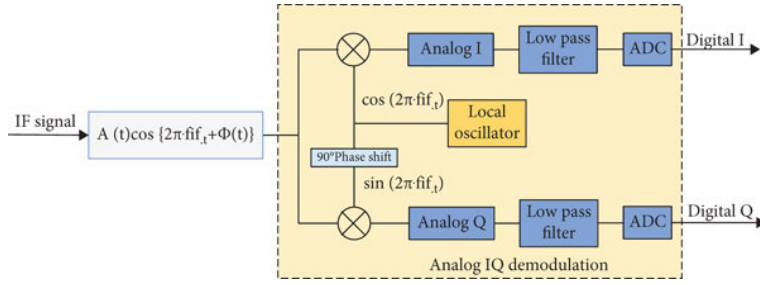 IF signal
A (t)cos {2π·fif.t+Φ(t)}
Analog I
Low pass
filter
ADC
Digital I
cos (2π·fif.t)
Local
oscillator
90°Phase shift
sin (2π·fif.t)
Analog Q
Low pass
filter
ADC
Digital Q
Analog IQ demodulation